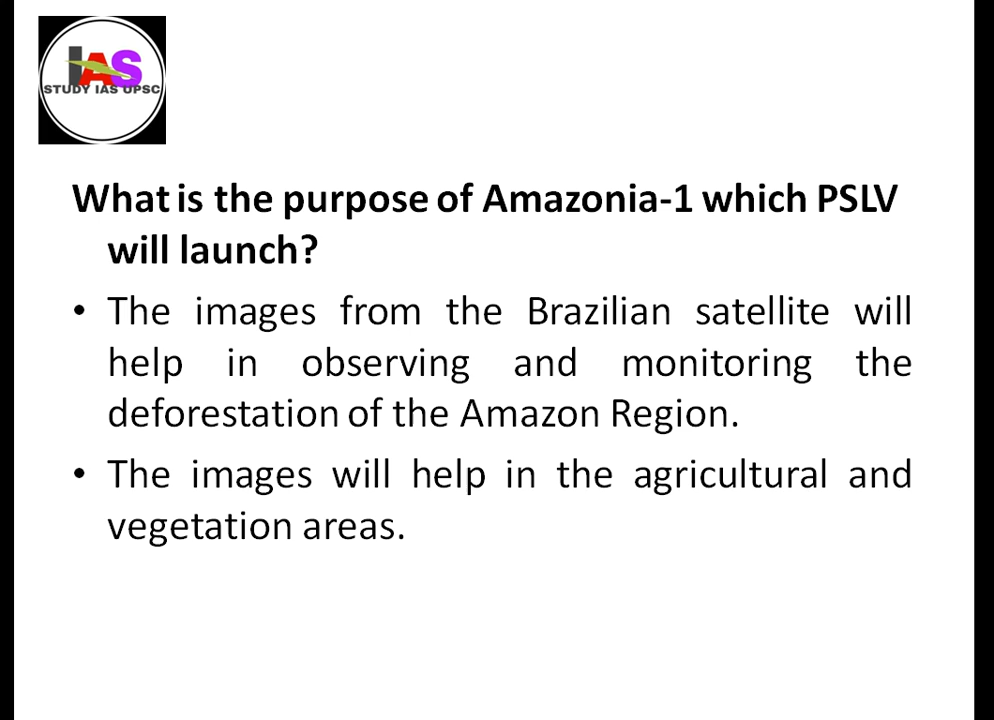 IAS
STUDY IAS UPSC
What is the purpose of Amazonia-1 which PSLV
will launch?
• The images from the Brazilian satellite will
help in observing and monitoring the
deforestation of the Amazon Region.
• The images will help in the agricultural and
vegetation areas.